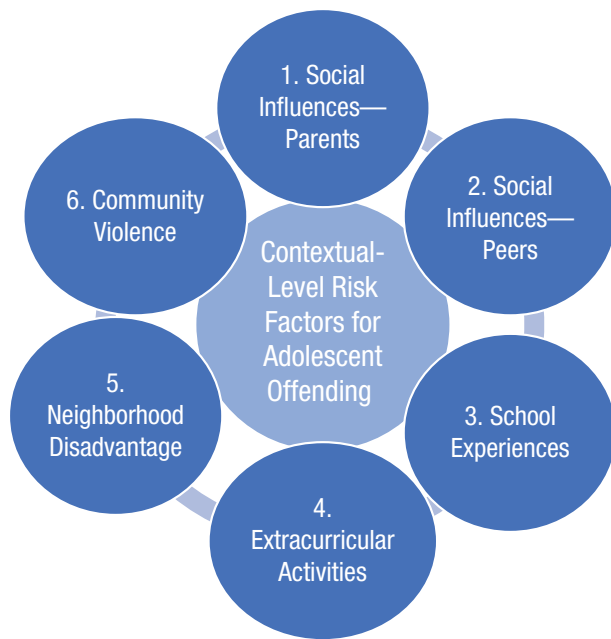 1. Social
Influences—
Parents
2. Social
Influences—
Peers
3. School
Experiences
4.
Extracurricular
Activities
5.
Neighborhood
Disadvantage
6. Community
Violence
Contextual-
Level Risk
Factors for
Adolescent
Offending